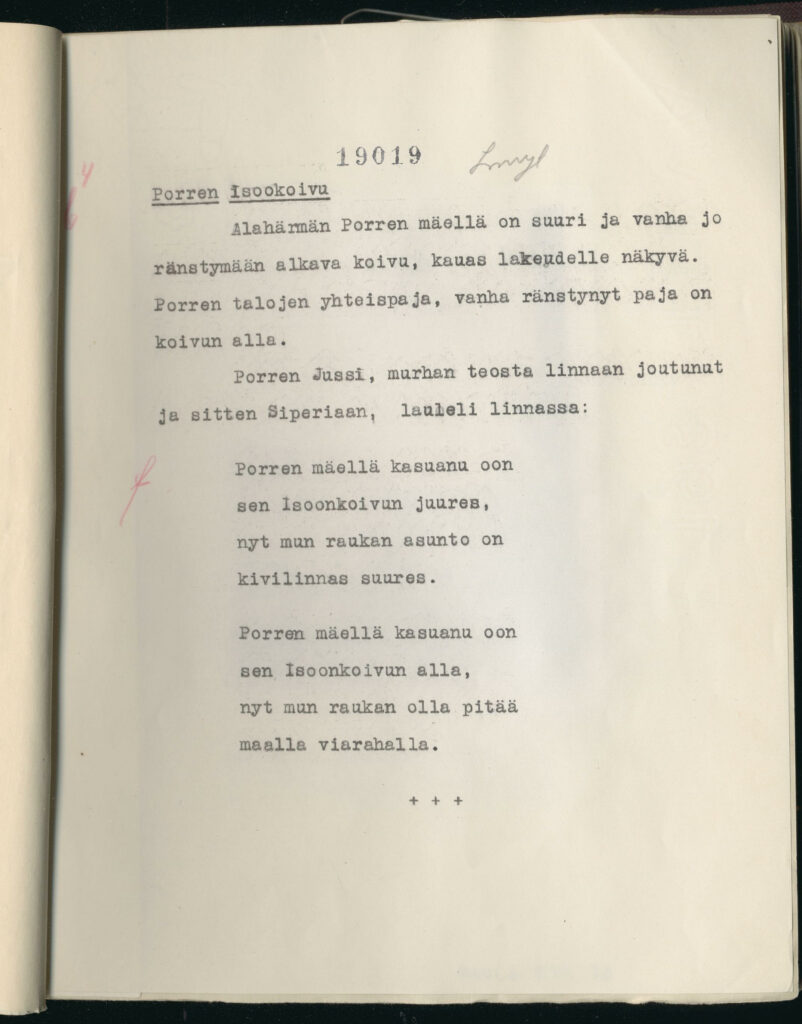 19019
Porren Isookoivu
Alahärmän Porren mäellä on suuri ja vanha jo
ränstymään alkava koivu, kauas lakeudelle näkyvä.
Porren talojen yhteispaja, vanha ränstynyt paja on
koivun alla.
Porren Jussi, murhan teosta linnaan joutunut
ja sitten Siperiaan, lauleli linnassa:
Porren mäellä kasuanu oon
sen Isoonkoivun juures,
nyt mun raukan asunto on
kivilinnas suures.
Porren mäellä kasuanu oon
sen Isoonkoivun alla,
nyt mun raukan olla pitää
maalla viarahalla.
+ + +